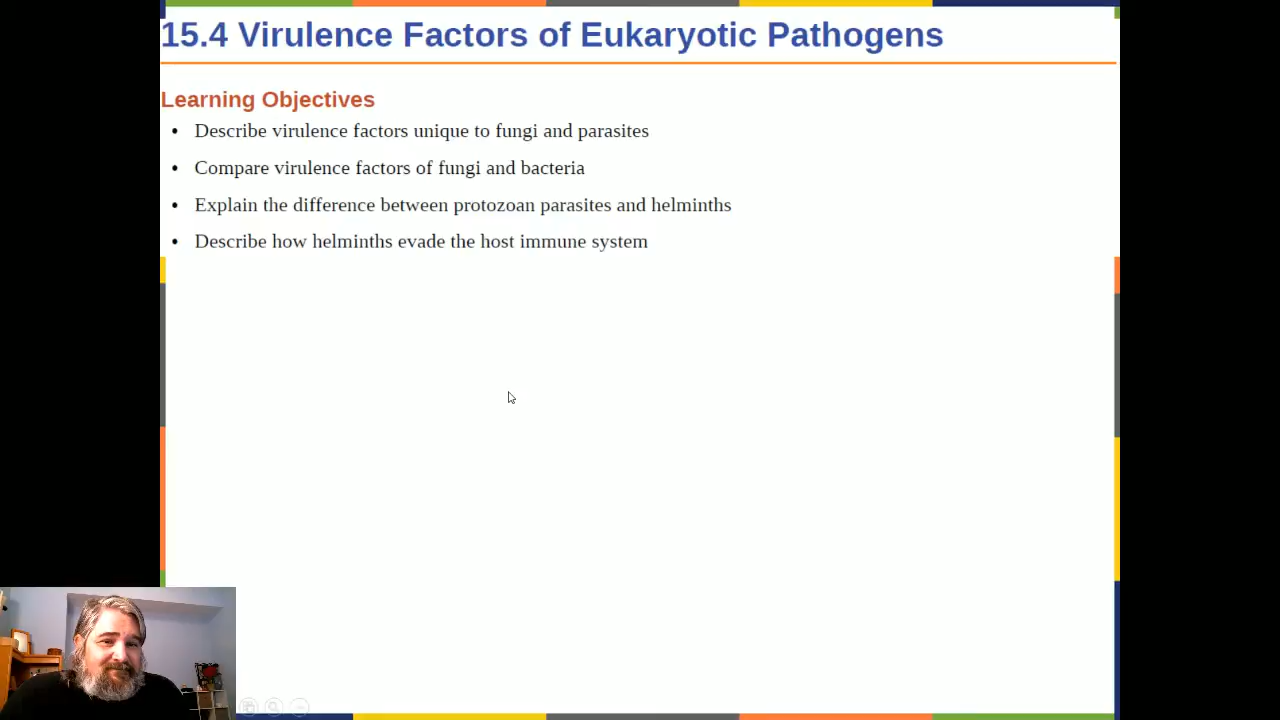 15.4 Virulence Factors of Eukaryotic Pathogens
Learning Objectives
• Describe virulence factors unique to fungi and parasites
• Compare virulence factors of fungi and bacteria
• Explain the difference between protozoan parasites and helminths
• Describe how helminths evade the host immune system